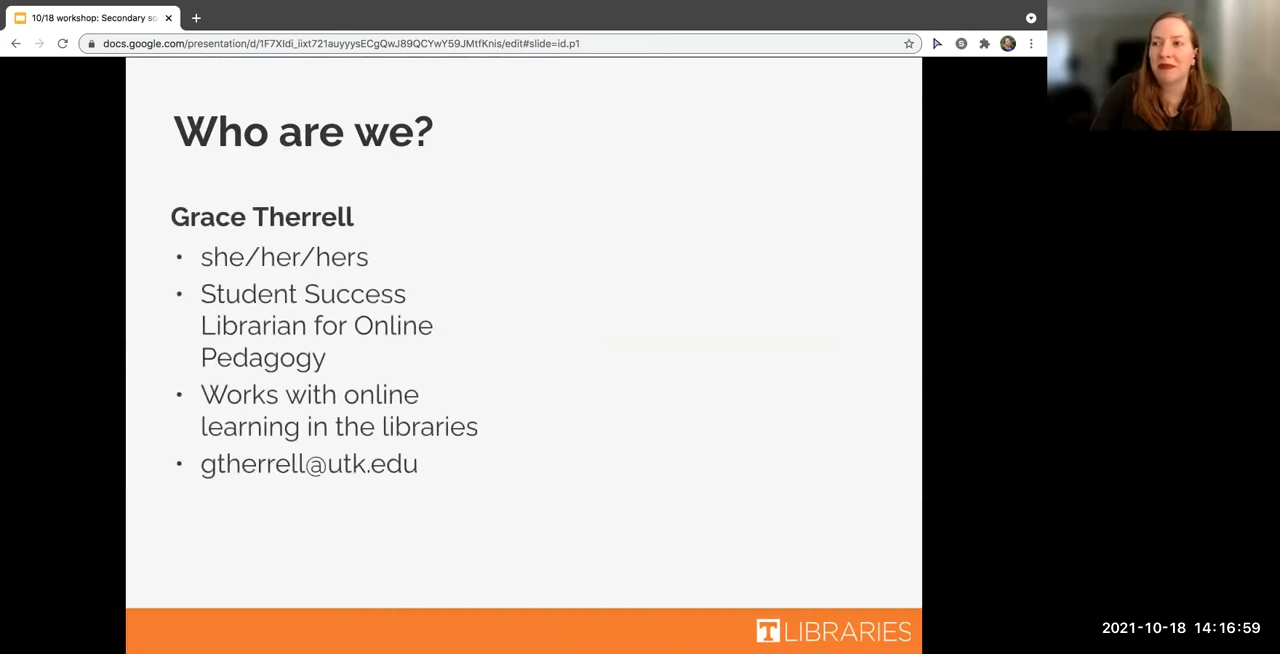 10/18 workshop: Secondary so
docs.google.com/presentation/d/1F7XIdi_iixt721auyyysECgQwJ89QCYwY59JMtfKnis/edit#slide=id.p1
Who are we?
Grace Therrell
• she/her/hers
• Student Success
Librarian for Online
Pedagogy
• Works with online
learning in the libraries
• gtherrell@utk.edu
T LIBRARIES
2021-10-18 14:16:59